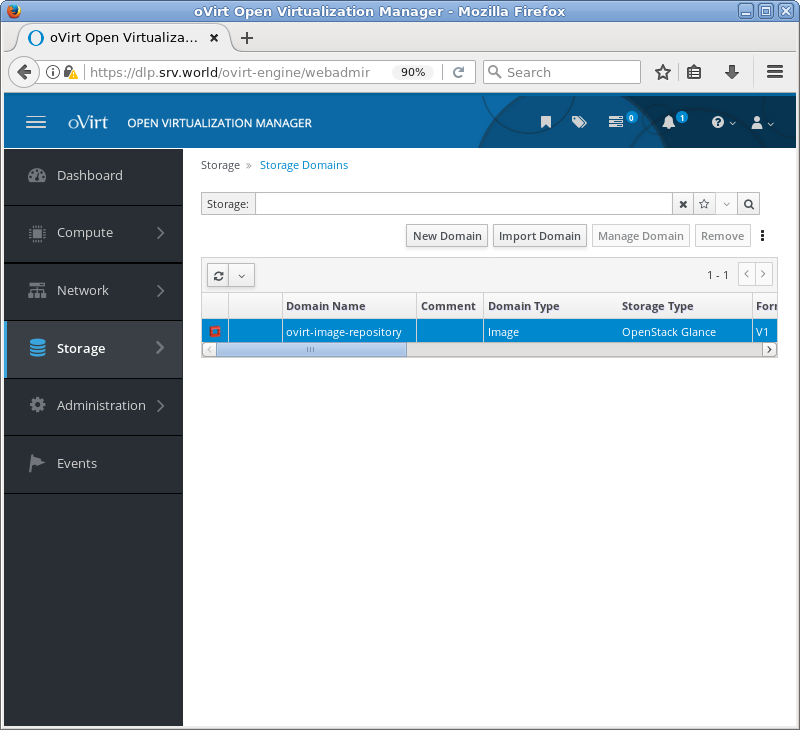 oVirt Open Virtualization Manager - Mozilla Firefox
oVirt Open Virtualiza...
https://dlp.srv.world/ovirt-engine/webadmir
90%
Search
oVirt OPEN VIRTUALIZATION MANAGER
0
1
Dashboard
Compute
Network
Storage
Administration
Events
Storage » Storage Domains
Storage:
New Domain Import Domain Manage Domain Remove
1 - 1
Domain Name Comment Domain Type Storage Type Forr
ovirt-image-repository Image OpenStack Glance V1